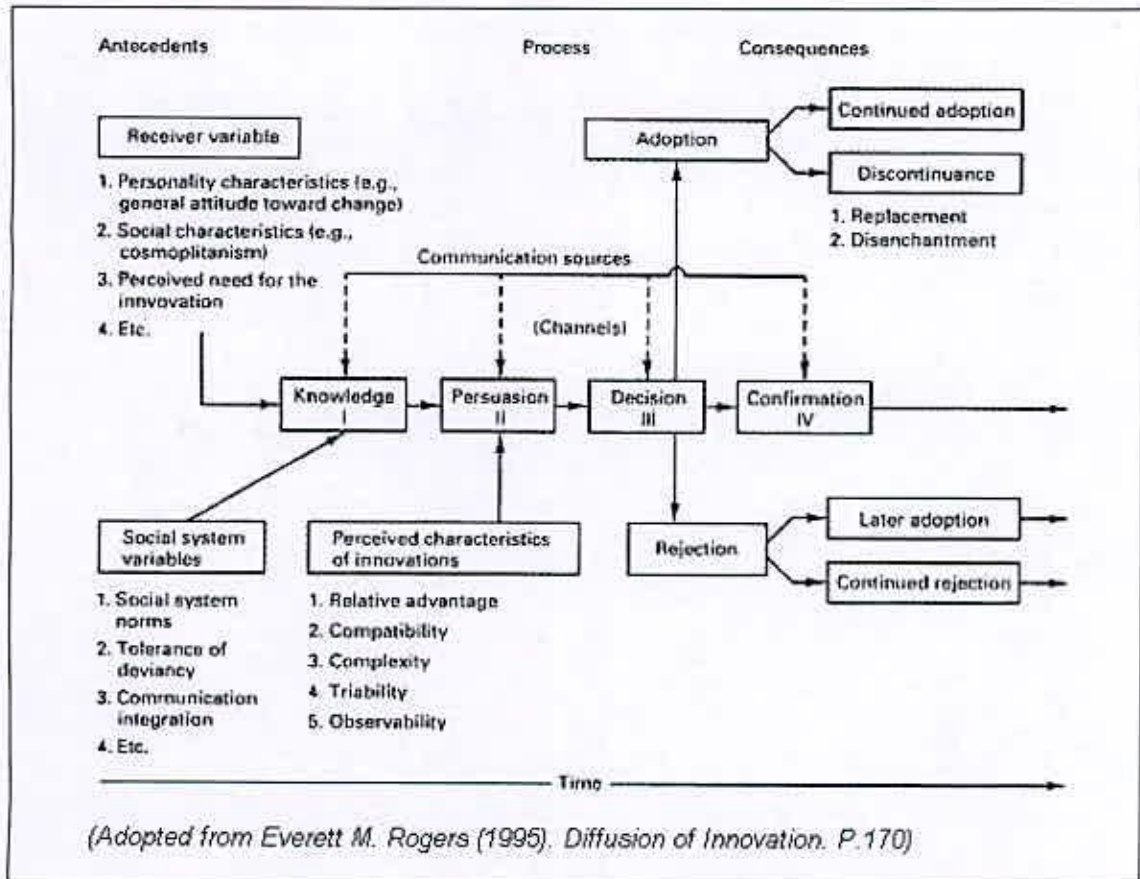 Antecedents
Process
Consequences
Receiver variable
1. Personality characteristics (e.g.,
general attitude toward change)
2. Social characteristics (e.g.,
cosmoplitanism)
3. Perceived need for the
innvovation
4. Etc.
Adoption
Continued adoption
Discontinuance
1. Replacement
2. Disenchantment
Communication sources
(Channels)
Knowledge
I
Persuasion
II
Decision
III
Confirmation
IV
Social system
variables
1. Social system
norms
2. Tolerance of
deviancy
3. Communication
integration
4. Etc.
Perceived characteristics
of innovations
1. Relative advantage
2. Compatibility
3. Complexity
4. Triability
5. Observability
Rejection
Later adoption
Continued rejection
Time
(Adopted from Everett M. Rogers (1995), Diffusion of Innovation. P.170)